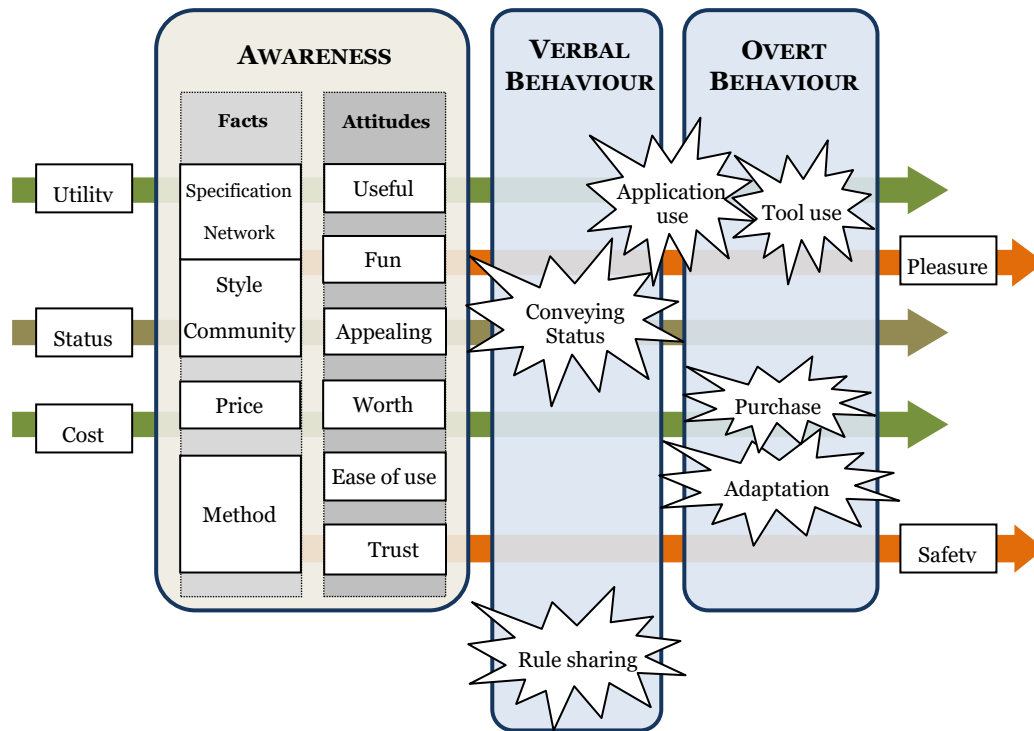 AWARENESS
VERBAL
BEHAVIOUR
OVERT
BEHAVIOUR
Facts
Attitudes
Utility
Specification
Network
Useful
Application
use
Tool use
Fun
Pleasure
Style
Community
Conveying
Status
Status
Appealing
Cost
Price
Worth
Purchase
Method
Ease of use
Adaptation
Trust
Safety
Rule sharing